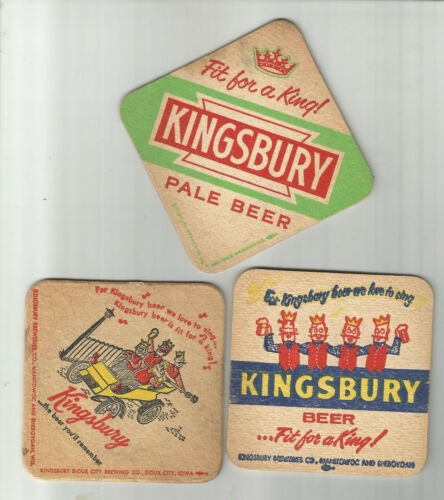 Fit for a King!
KINGSBURY
PALE BEER
For Kingsbury beer we love to sing...
Kingsbury beer is fit for a King!
KINGSBURY BREWERIES CO., MANITOWOC AND SHEBOYGAN, WIS.
Kingsbury
...the beer you'll remember
KINGSBURY SIOUX CITY BREWING CO., SIOUX CITY, IOWA
For Kingsbury beer we love to sing
KINGSBURY
BEER
...Fit for a King!
KINGSBURY BREWERIES CO., MANITOWOC AND SHEBOYGAN